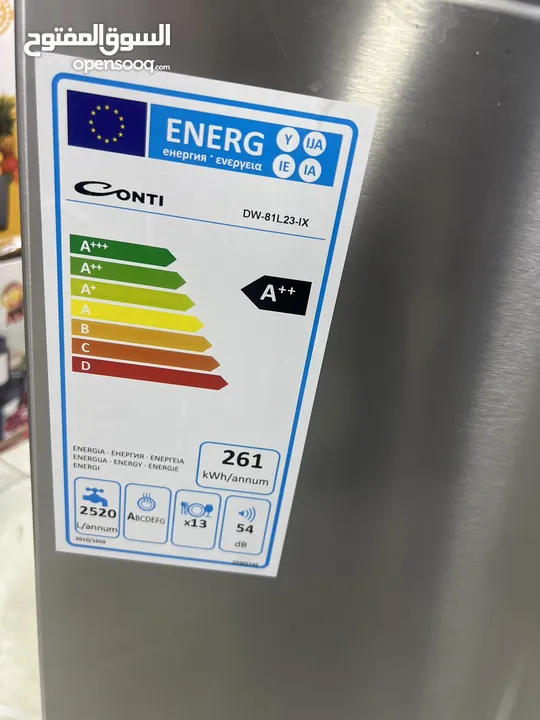 السوق المفتوح
opensooq.com
ENERG
енергия · ενεργεια
Y IJA
IE IA
CONTI
DW-81L23-IX
A+++
A++
A+
A
B
C
D
A++
ENERGIA · ЕНЕРГИЯ · ΕΝΕΡΓΕΙΑ
ENERGIJA · ENERGY · ENERGIE
ENERGI
261
kWh/annum
2520
L/annum
ABCDEFG
x13
54
dB
2010/1059